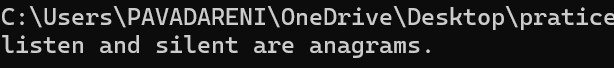 C:\Users\PAVADARENI\OneDrive\Desktop\pratice
listen and silent are anagrams.